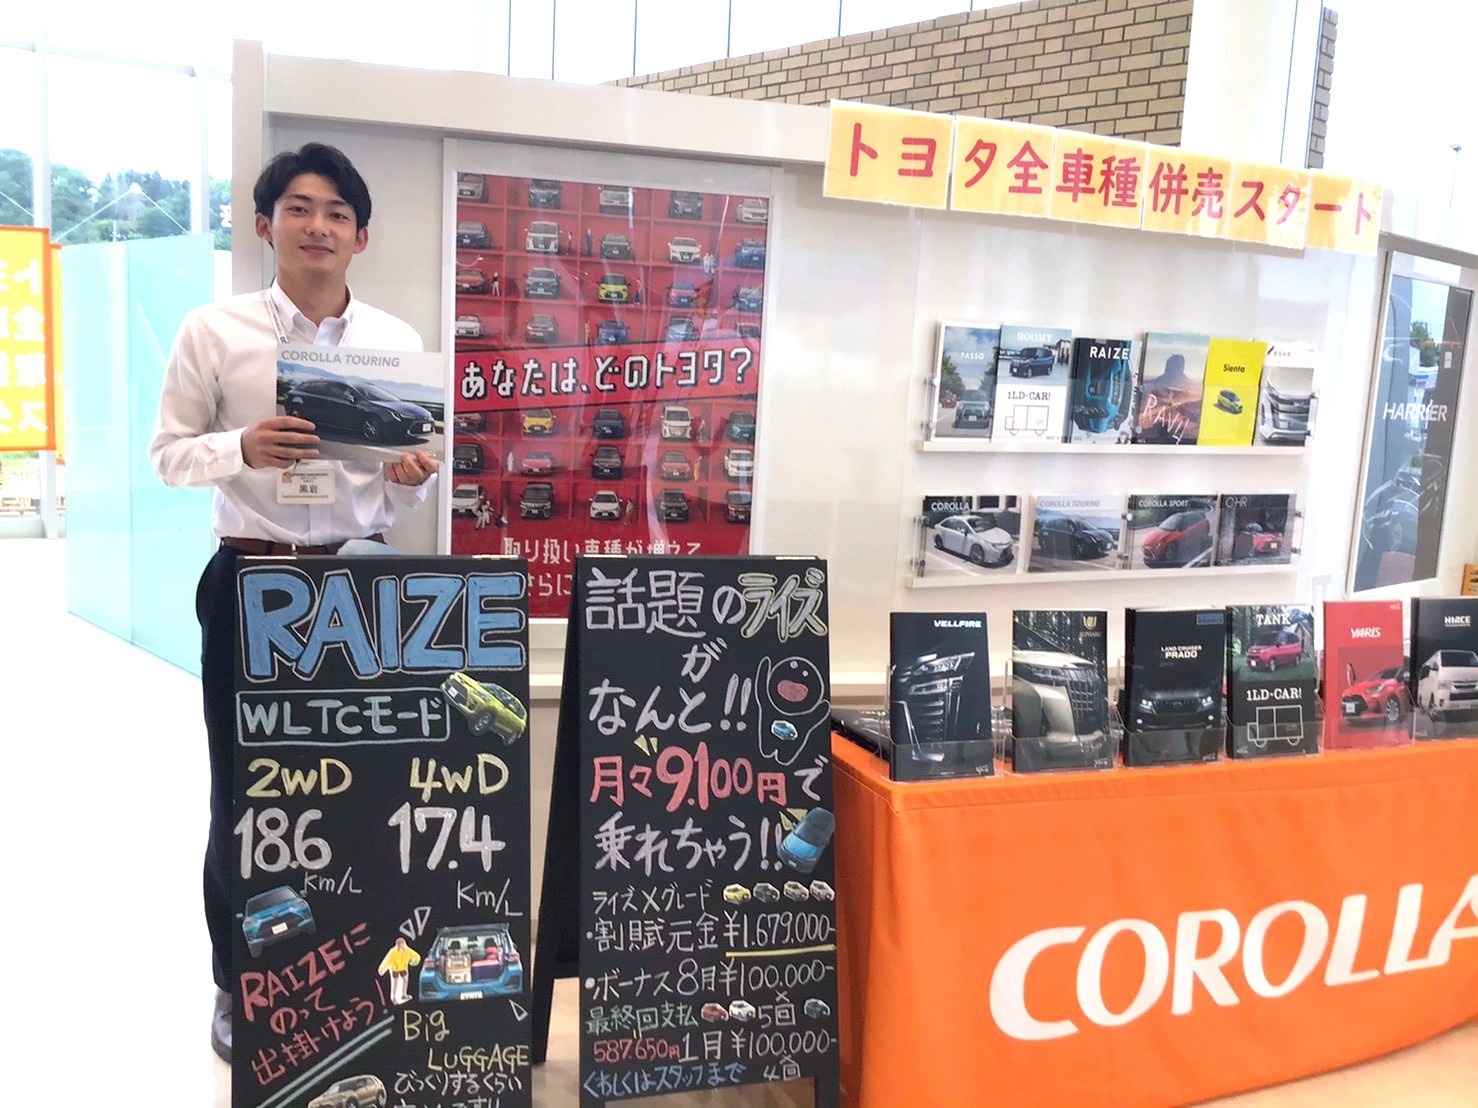 トヨタ全車種併売スタート
COROLLA TOURING
黒岩
あなたは、どのトヨタ?
取り扱い車種が増えて
さらに
PASSO
ROOMY
1LD-CAR!
RAIZE
RAV4
Sienta
HARRIER
COROLLA
COROLLA TOURING
COROLLA SPORT
C-HR
VELLFIRE
ALPHARD
LAND CRUISER
PRADO
TANK
1LD-CAR!
YARIS
HIACE
COROLLA
RAIZE
WLTCモード
2WD
18.6
Km/L
4WD
17.4
Km/L
RAIZEに
のって
出掛けよう!
Big
LUGGAGE
びっくりするくらい
話題のライズ
が
なんと!!
月々9.100円で
乗れちゃう!!
ライズXグレード
・割賦元金¥1.679.000-
・ボーナス8月¥100.000-
×
5回
最終回支払
587.650円
1月¥100.000-
×
4回
くわしくはスタッフまで